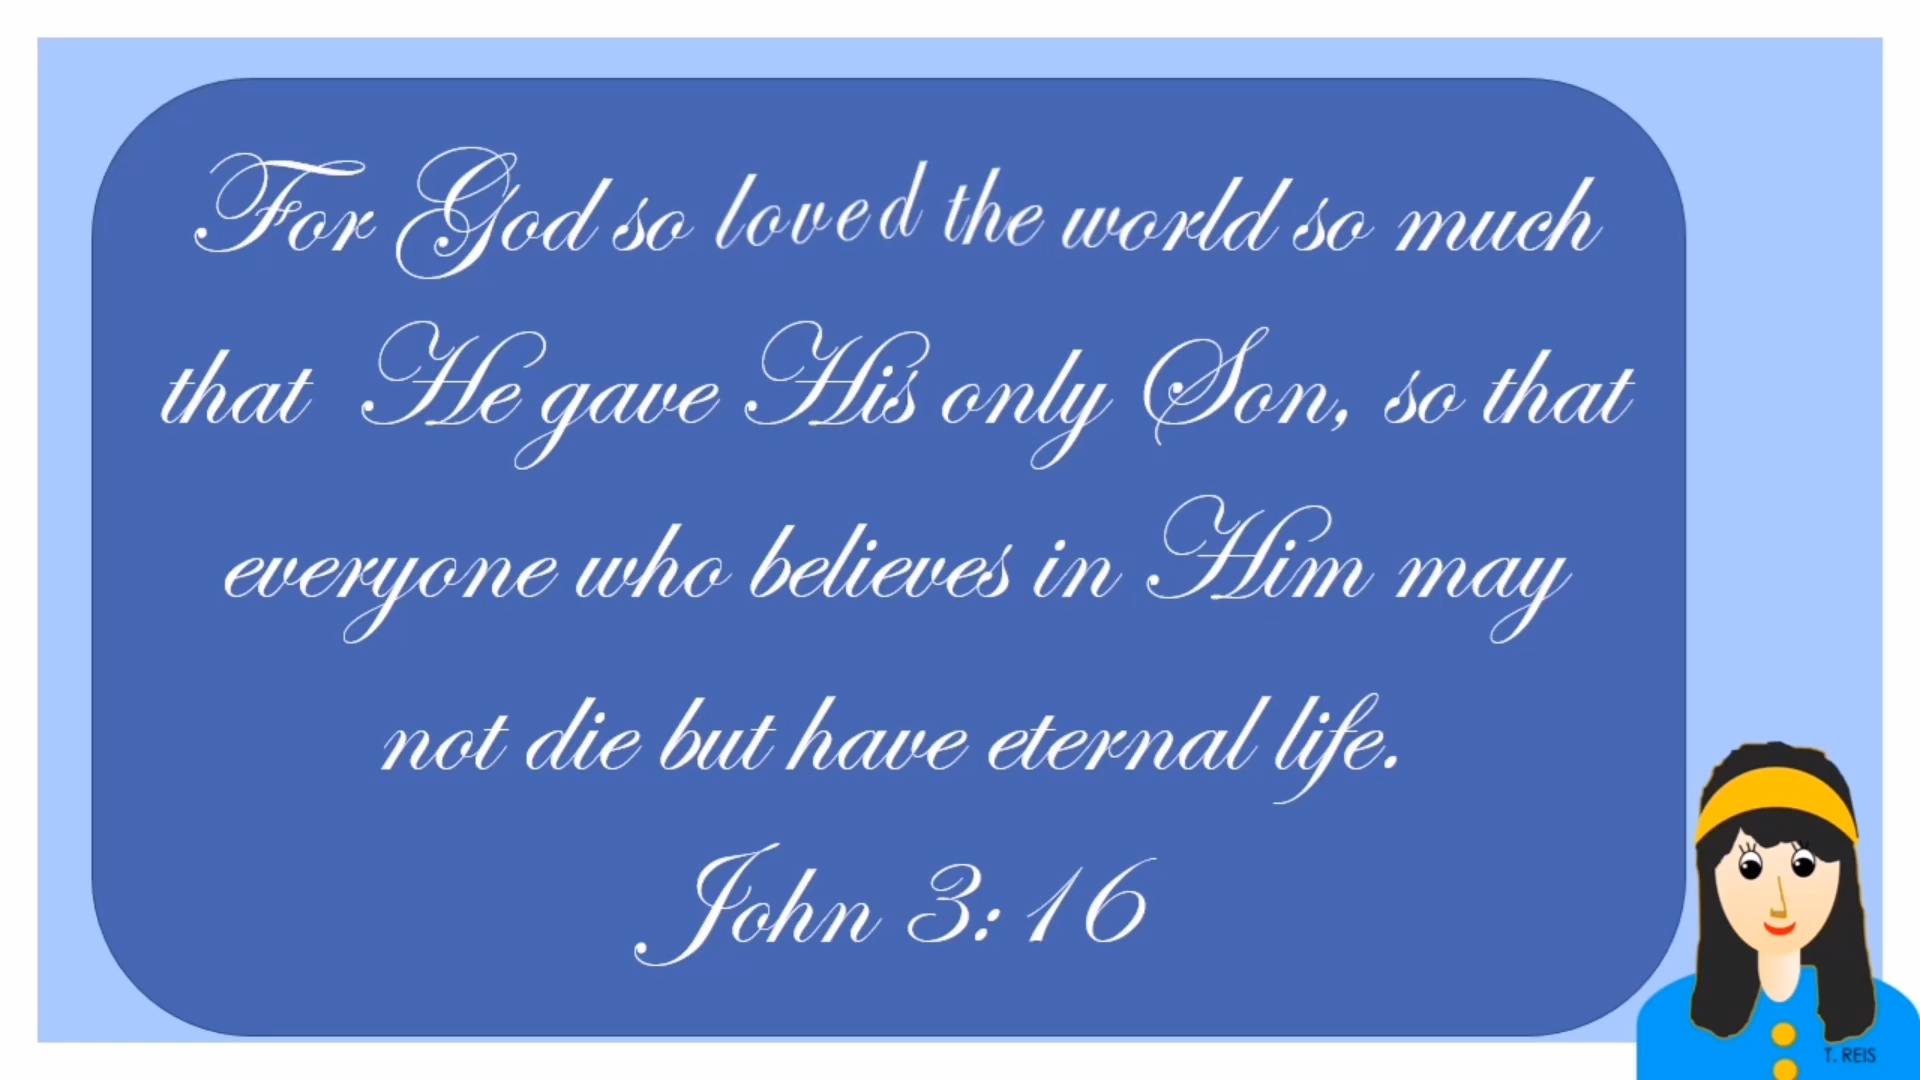 For God so loved the world so much
that He gave His only Son, so that
everyone who believes in Him may
not die but have eternal life.
John 3:16
T. REIS